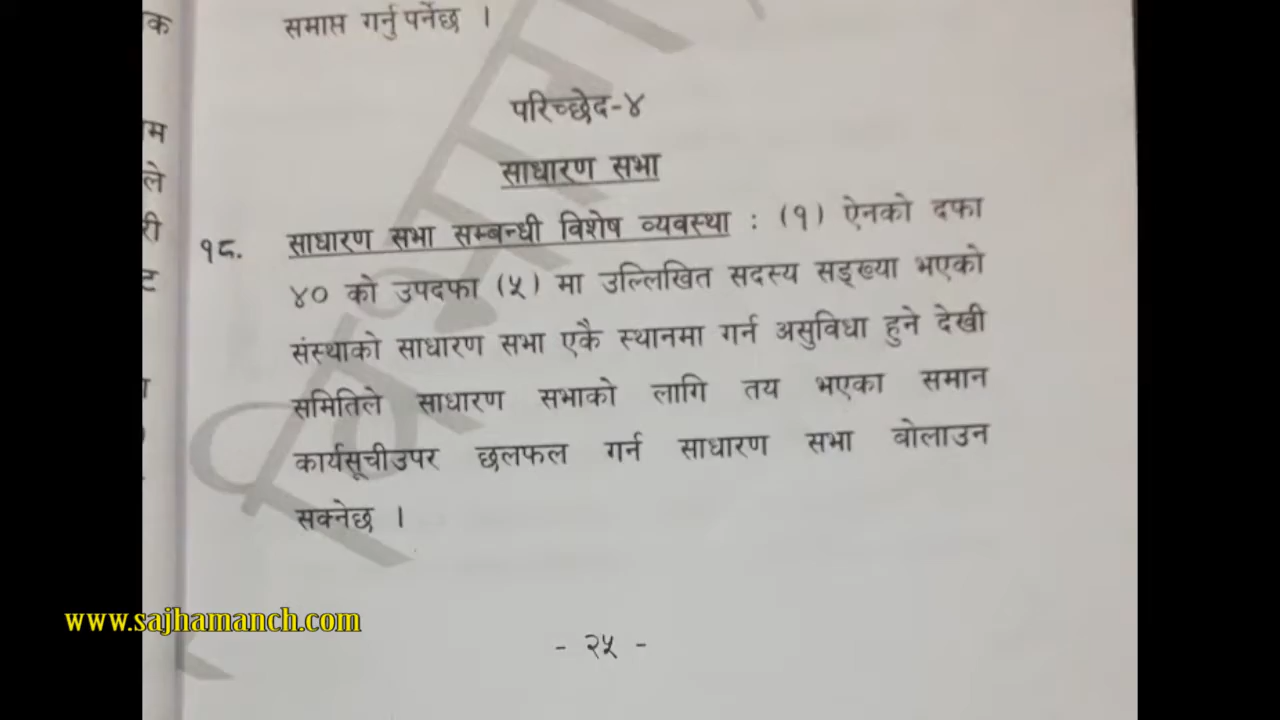 समाप्त गर्नु पर्नेछ ।
परिच्छेद-४
साधारण सभा
१८. साधारण सभा सम्बन्धी विशेष व्यवस्था : (१) ऐनको दफा
४० को उपदफा (५) मा उल्लिखित सदस्य सङ्ख्या भएको
संस्थाको साधारण सभा एकै स्थानमा गर्न असुविधा हुने देखी
समितिले साधारण सभाको लागि तय भएका समान
कार्यसूचीउपर छलफल गर्न साधारण सभा बोलाउन
सक्नेछ ।
www.sajhamanch.com
- २५ -